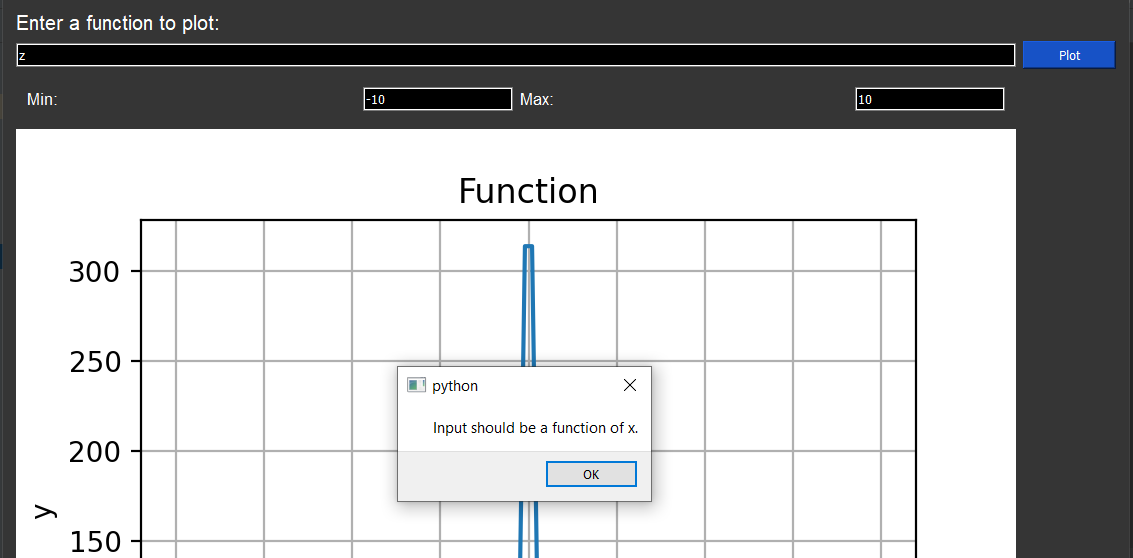 Enter a function to plot:
z
Plot
Min:
-10
Max:
10
Function
300
250
python
Input should be a function of x.
200
OK
y
150